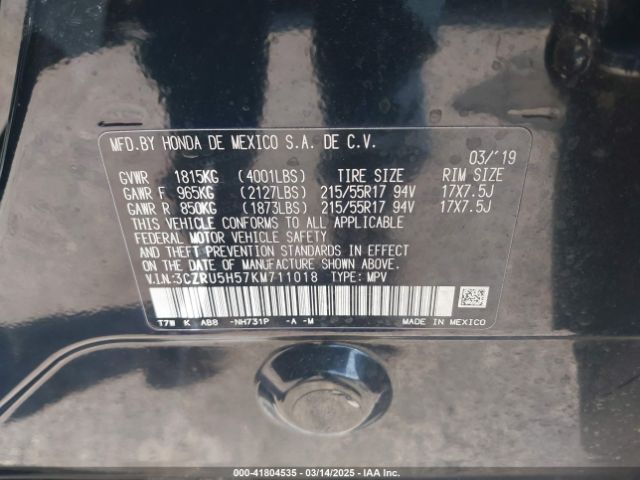 MFD.BY HONDA DE MEXICO S.A. DE C.V.
03/'19
GVWR 1815KG (4001LBS) TIRE SIZE RIM SIZE
GAWR F 965KG (2127LBS) 215/55R17 94V 17X7.5J
GAWR R 850KG (1873LBS) 215/55R17 94V 17X7.5J
THIS VEHICLE CONFORMS TO ALL APPLICABLE
FEDERAL MOTOR VEHICLE SAFETY
AND THEFT PREVENTION STANDARDS IN EFFECT
ON THE DATE OF MANUFACTURE SHOWN ABOVE.
V.I.N:3CZRU5H57KM711018 TYPE: MPV
T7W K AB8 -NH731P -A -M MADE IN MEXICO
000-41804535 - 03/14/2025 - IAA Inc.